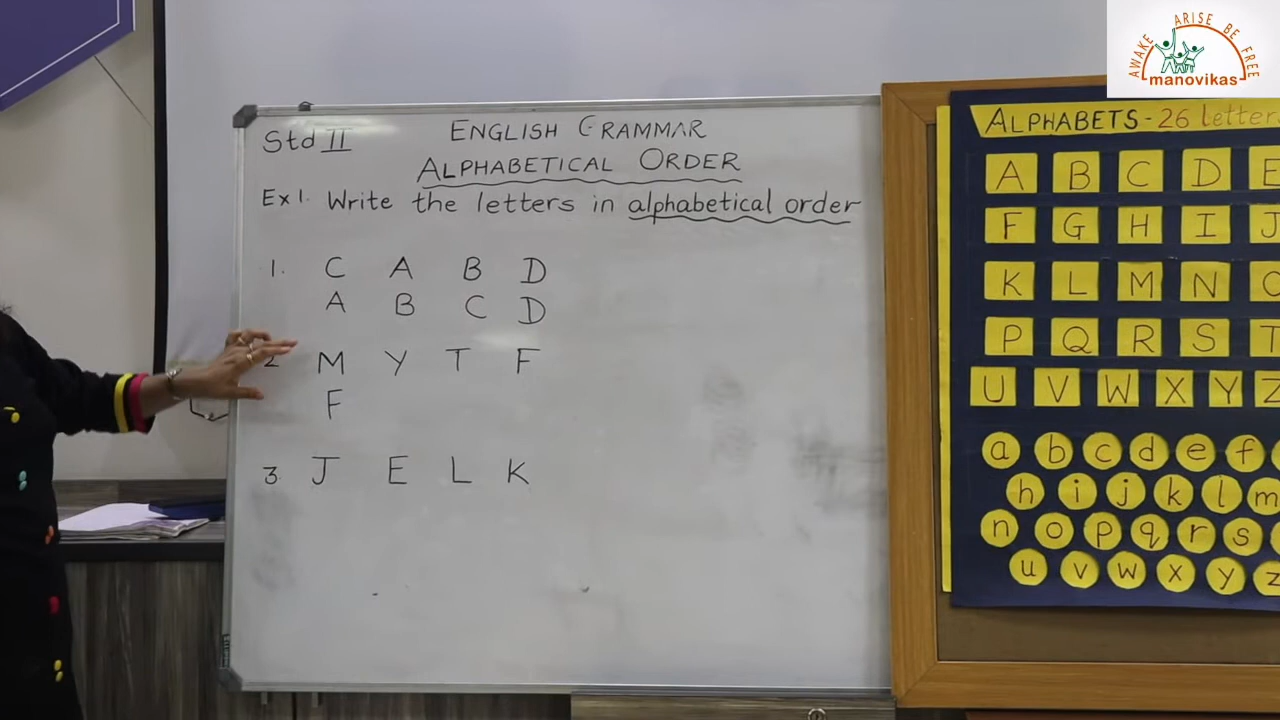 AWAKE ARISE BE FREE
manovikas
Std II
ENGLISH GRAMMAR
ALPHABETICAL ORDER
Ex 1. Write the letters in alphabetical order
1. C A B D
A B C D
2 M Y T F
F
3. J E L K
ALPHABETS - 26 letter
A B C D E
F G H I J
K L M N O
P Q R S T
U V W X Y Z
a b c d e f
h i j k l m
n o p q r s
u v w x y z